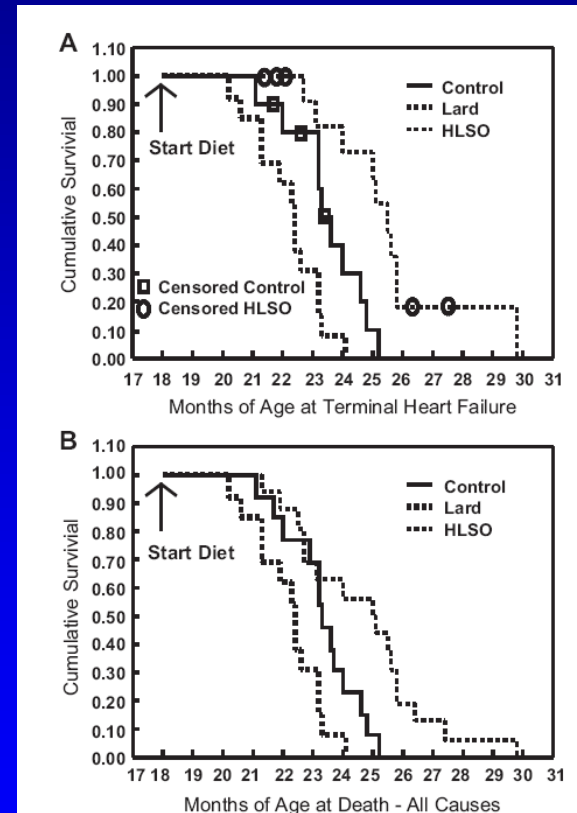 A
1.10
1.00
0.90
0.80
0.70
0.60
0.50
0.40
0.30
0.20
0.10
0.00
Cumulative Survivial
Start Diet
Control
Lard
HLSO
Censored Control
Censored HLSO
17 18 19 20 21 22 23 24 25 26 27 28 29 30 31
Months of Age at Terminal Heart Failure
B
1.10
1.00
0.90
0.80
0.70
0.60
0.50
0.40
0.30
0.20
0.10
0.00
Cumulative Survivial
Start Diet
Control
Lard
HLSO
17 18 19 20 21 22 23 24 25 26 27 28 29 30 31
Months of Age at Death - All Causes